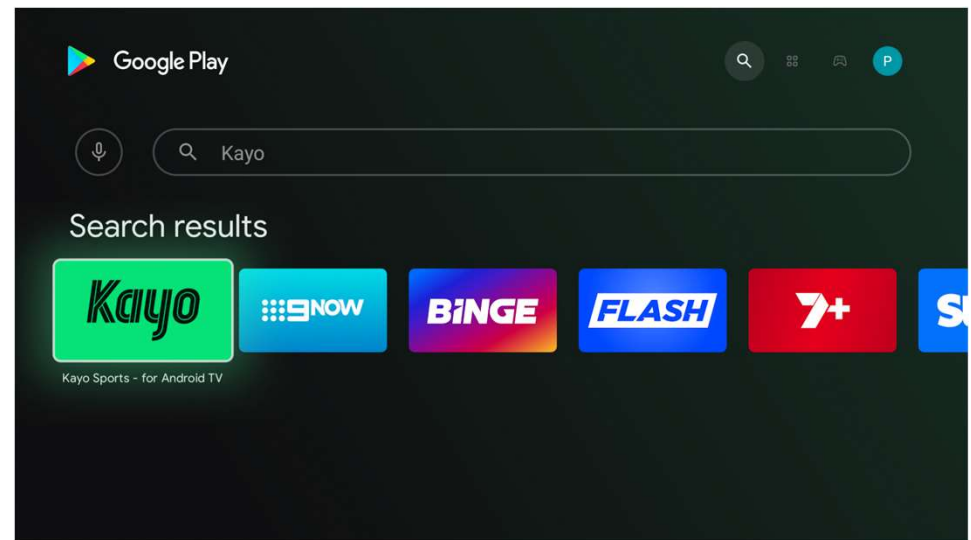 Google Play
P
Kayo
Search results
Kayo
9NOW
BiNGE
FLASH
7+
Kayo Sports - for Android TV